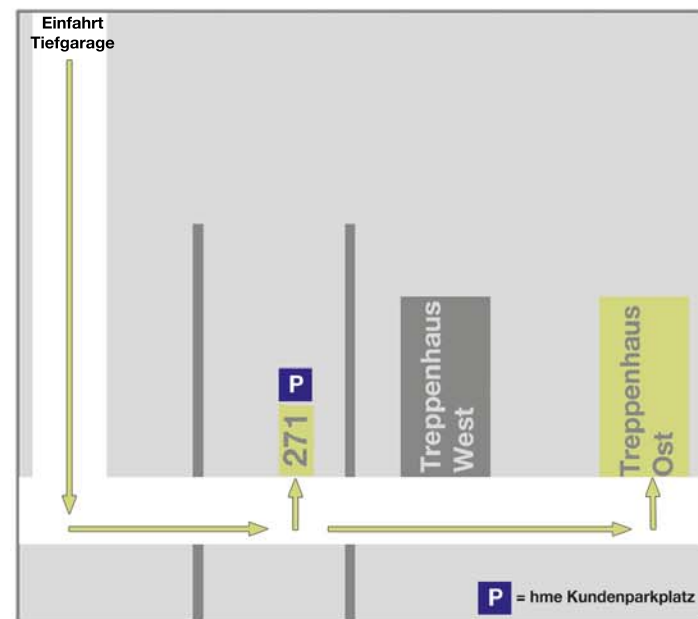 Einfahrt
Tiefgarage
P
271
Treppenhaus
West
Treppenhaus
Ost
P = hme Kundenparkplatz